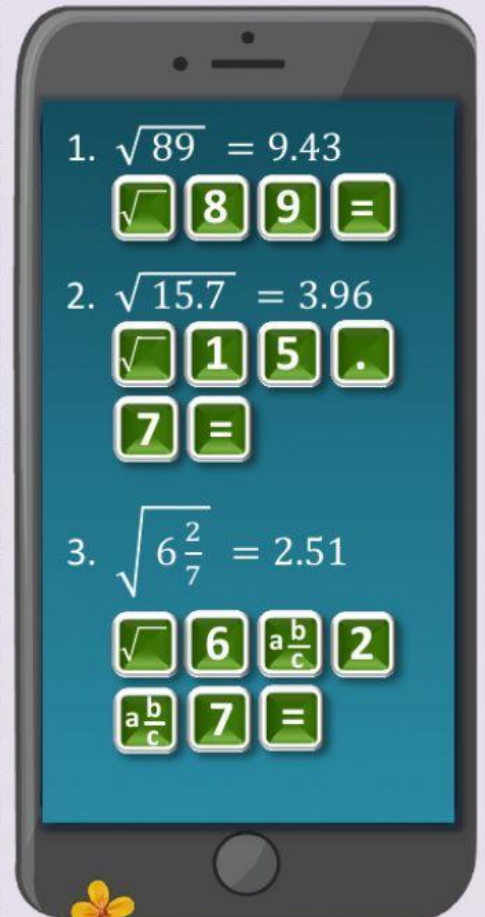 1. √89 = 9.43
√ 8 9 =
2. √15.7 = 3.96
√ 1 5 .
7 =
3. √6 2/7 = 2.51
√ 6 a b/c 2
a b/c 7 =